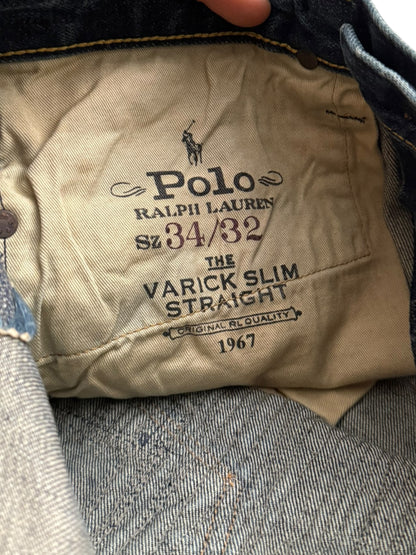 Polo
RALPH LAUREN
SZ 34/32
THE
VARICK SLIM
STRAIGHT
ORIGINAL RL QUALITY
1967